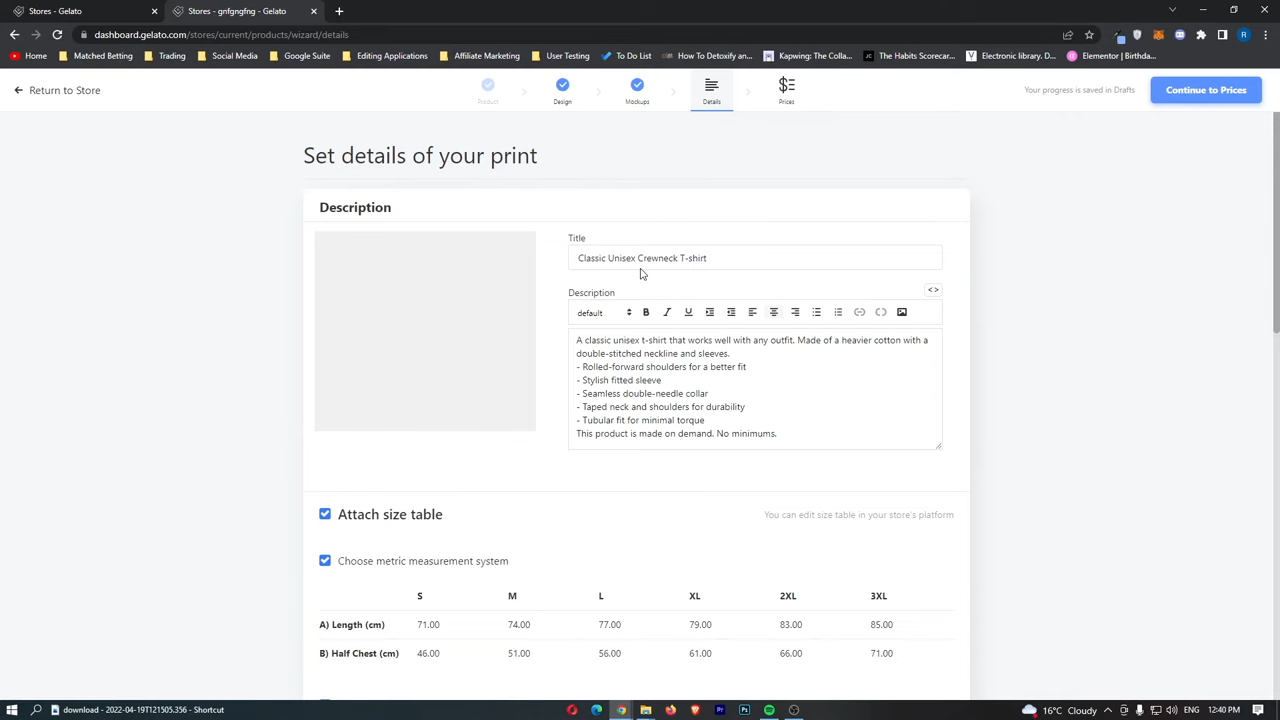 Stores - Gelato
Stores - gnfgngfng - Gelato
dashboard.gelato.com/stores/current/products/wizard/details
Home
Matched Betting
Trading
Social Media
Google Suite
Editing Applications
Affiliate Marketing
User Testing
To Do List
How To Detoxify an...
Kapwing: The Colla...
The Habits Scorecar...
Electronic library. D...
Elementor | Birthda...
Return to Store
Product
Design
Mockups
Details
Prices
Your progress is saved in Drafts
Continue to Prices
Set details of your print
Description
Title
Classic Unisex Crewneck T-shirt
Description
<>
default
A classic unisex t-shirt that works well with any outfit. Made of a heavier cotton with a
double-stitched neckline and sleeves.
- Rolled-forward shoulders for a better fit
- Stylish fitted sleeve
- Seamless double-needle collar
- Taped neck and shoulders for durability
- Tubular fit for minimal torque
This product is made on demand. No minimums.
Attach size table
You can edit size table in your store's platform
Choose metric measurement system
S M L XL 2XL 3XL
A) Length (cm) 71.00 74.00 77.00 79.00 83.00 85.00
B) Half Chest (cm) 46.00 51.00 56.00 61.00 66.00 71.00
download - 2022-04-19T121505.356 - Shortcut
16°C Cloudy
12:40 PM